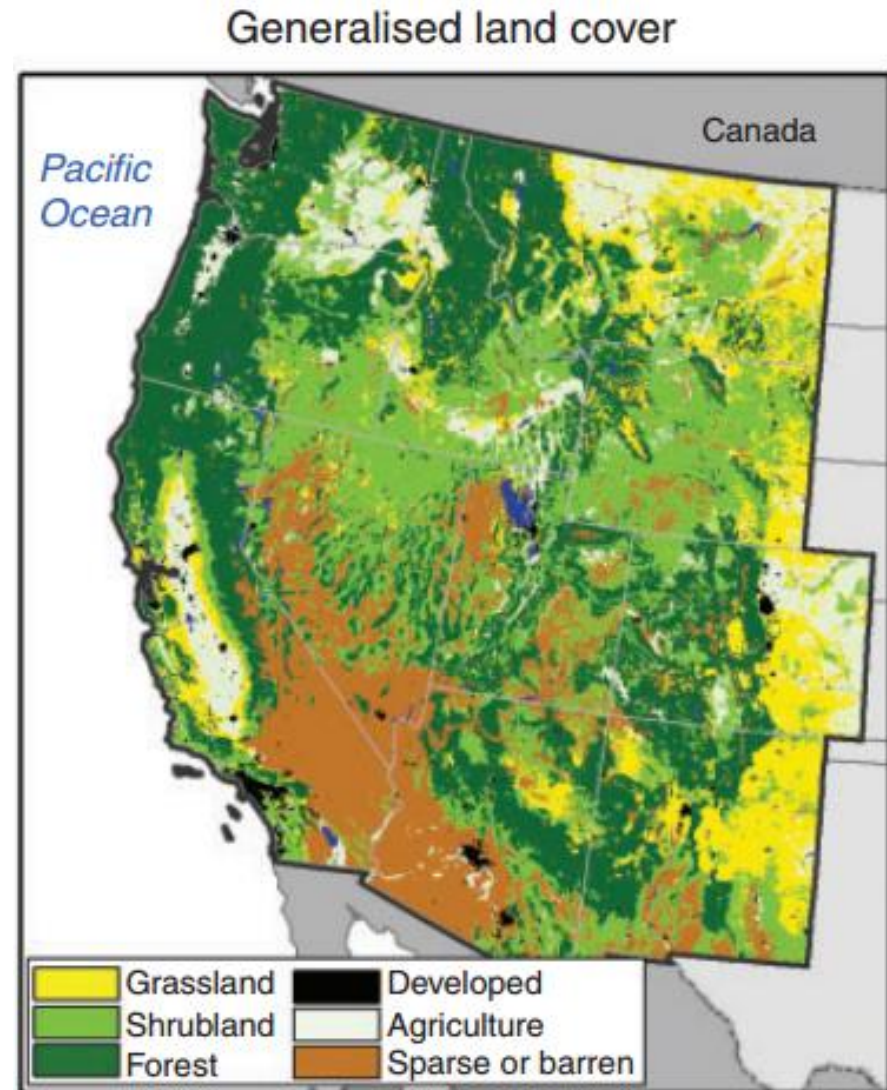 Generalised land cover
Canada
Pacific
Ocean
Grassland
Developed
Shrubland
Agriculture
Forest
Sparse or barren